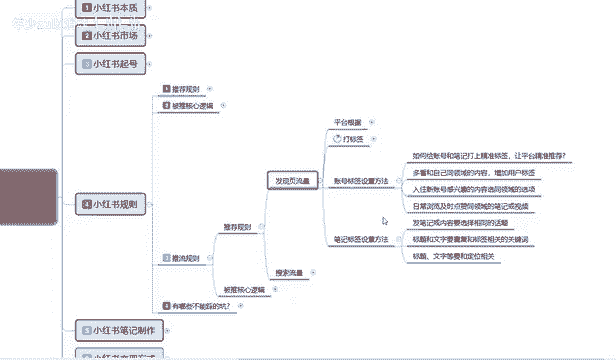 1 小红书本质
2 小红书市场
3 小红书起号
4 小红书规则
1 推荐规则
2 被推核心逻辑
3 推流规则
推荐规则
发现页流量
平台根据
打标签
账号标签设置方法
如何给账号和笔记打上精准标签，让平台精准推荐？
多看和自己同领域的内容，增加用户标签
入住新账号感兴趣的内容选同领域的选项
日常浏览及时点赞同领域的笔记或视频
笔记标签设置方法
发笔记或内容要选择相同的话题
标题和文字要覆盖和标签相关的关键词
标题、文字等要和定位相关
搜索流量
被推核心逻辑
4 有哪些不能踩的坑？
5 小红书笔记制作